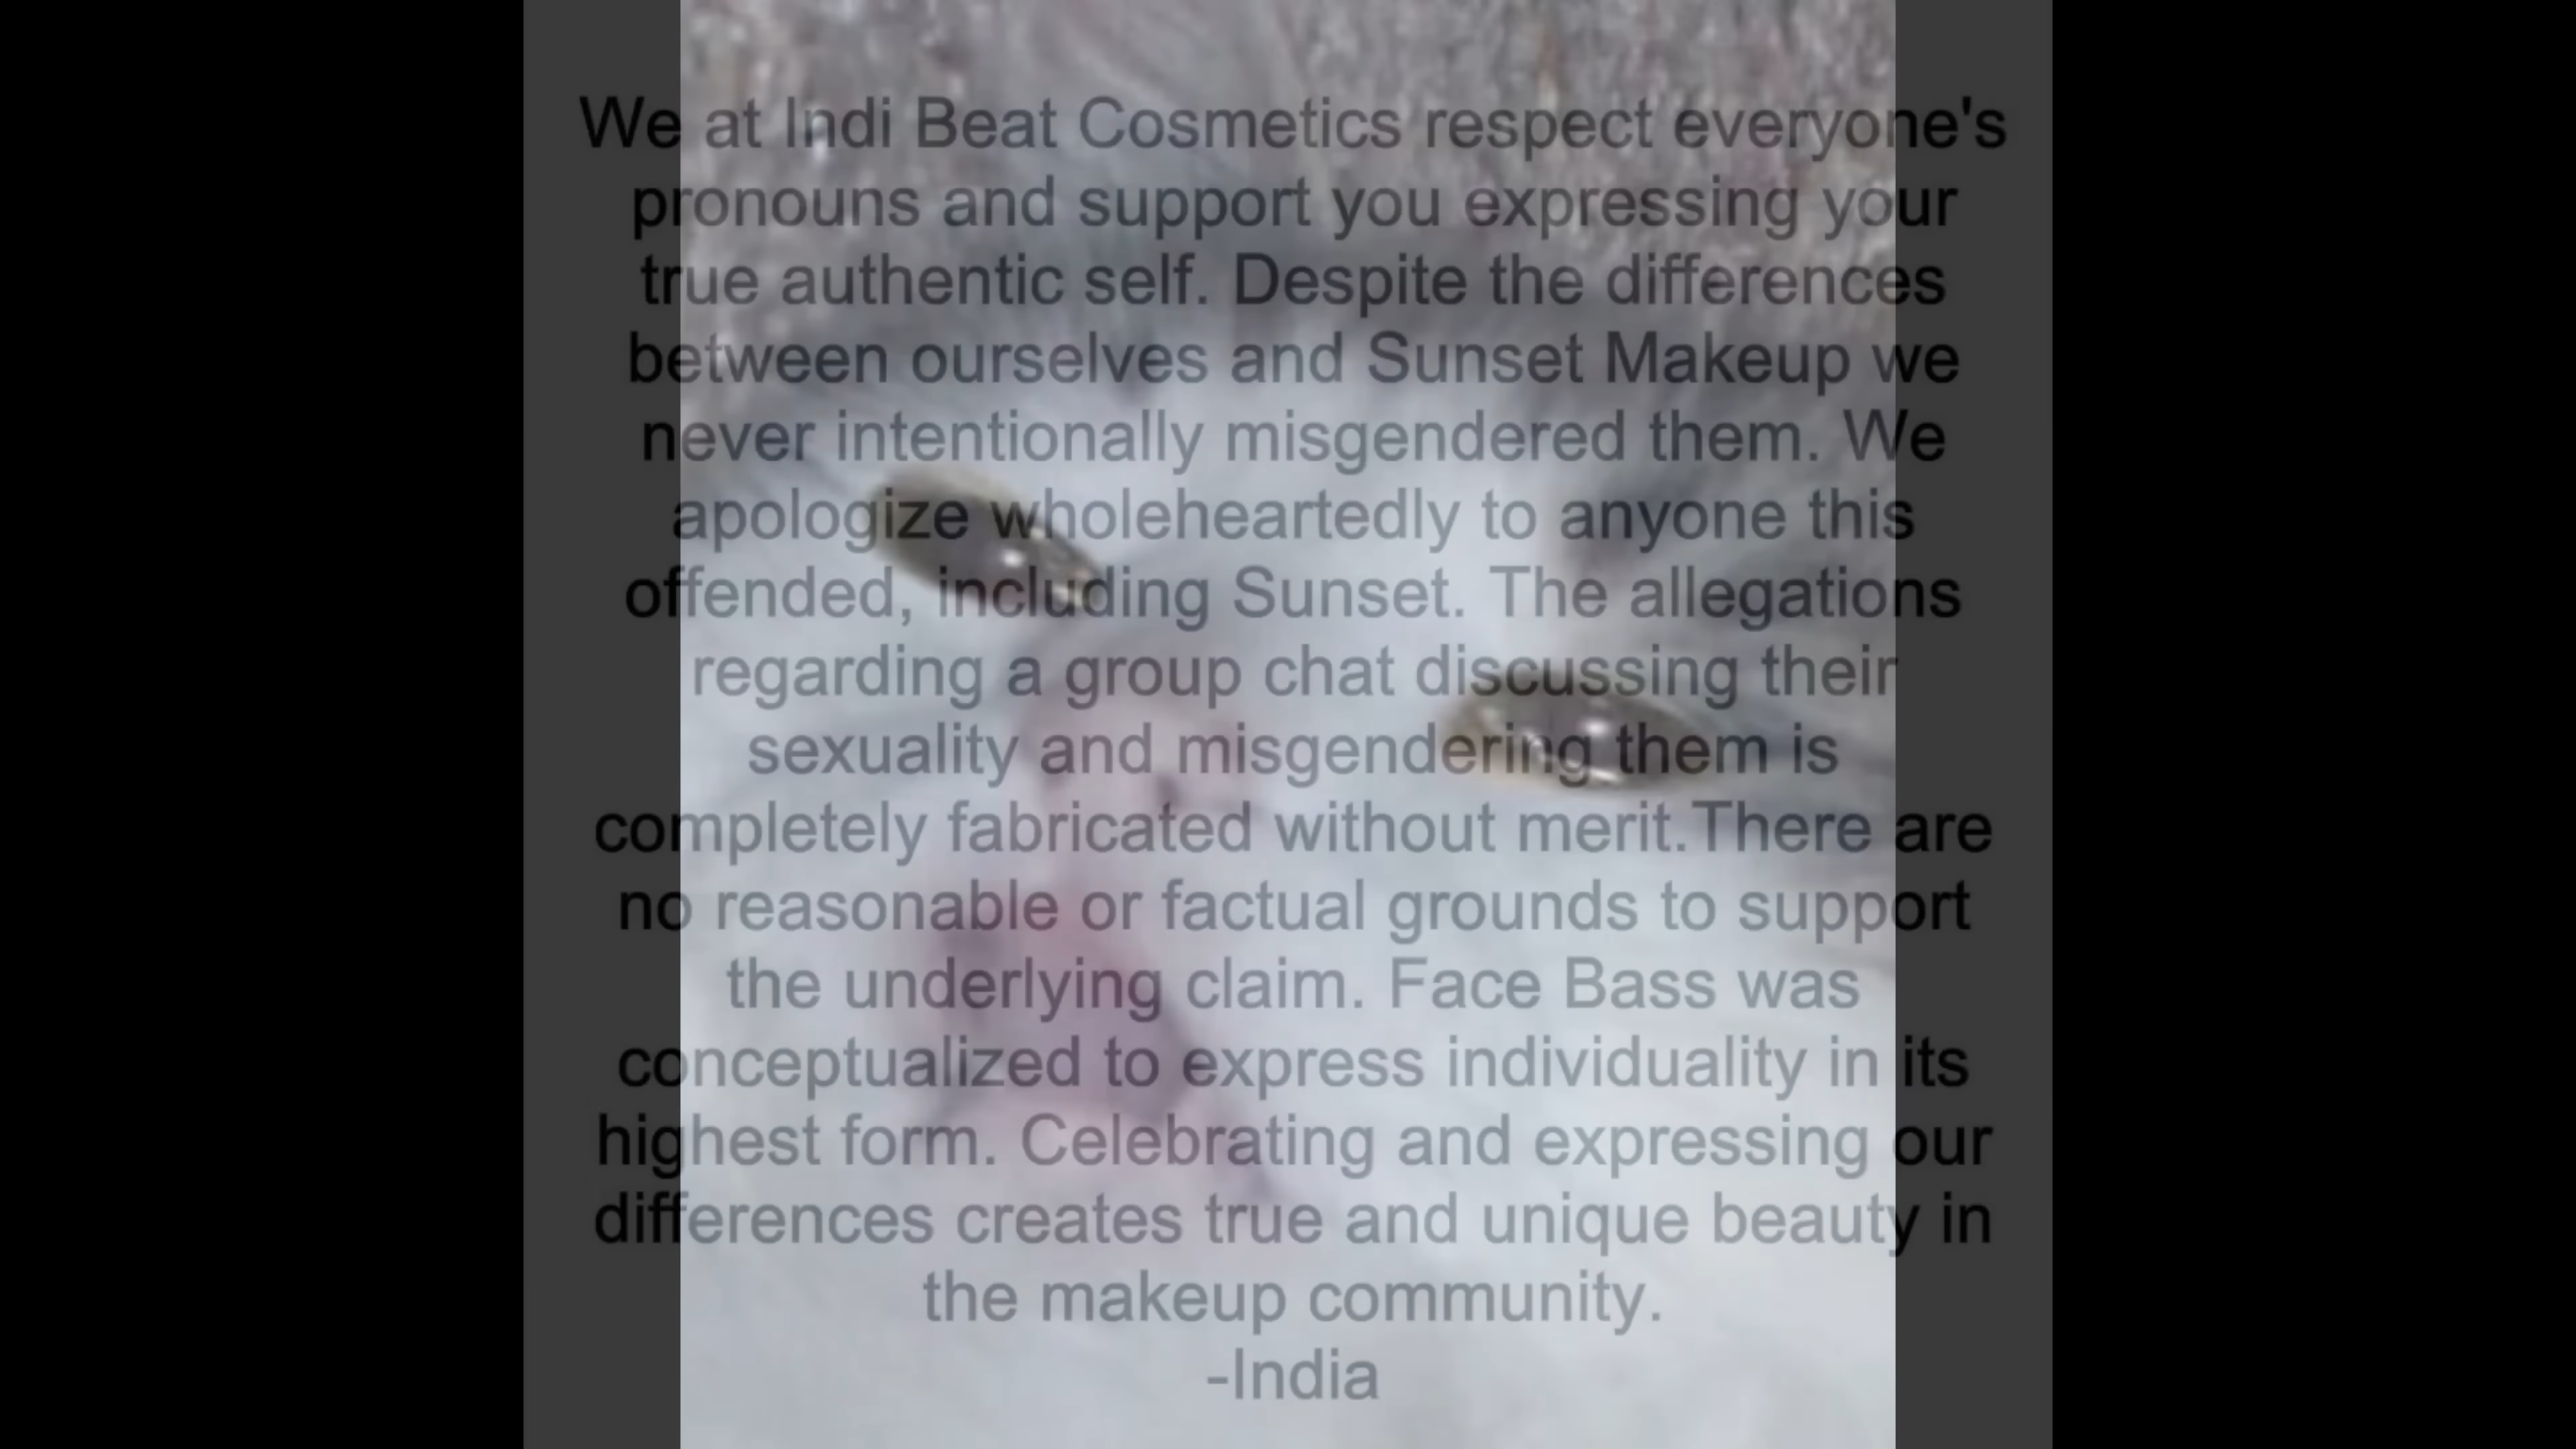 We at Indi Beat Cosmetics respect everyone's
pronouns and support you expressing your
true authentic self. Despite the differences
between ourselves and Sunset Makeup we
never intentionally misgendered them. We
apologize wholeheartedly to anyone this
offended, including Sunset. The allegations
regarding a group chat discussing their
sexuality and misgendering them is
completely fabricated without merit.There are
no reasonable or factual grounds to support
the underlying claim. Face Bass was
conceptualized to express individuality in its
highest form. Celebrating and expressing our
differences creates true and unique beauty in
the makeup community.
-India